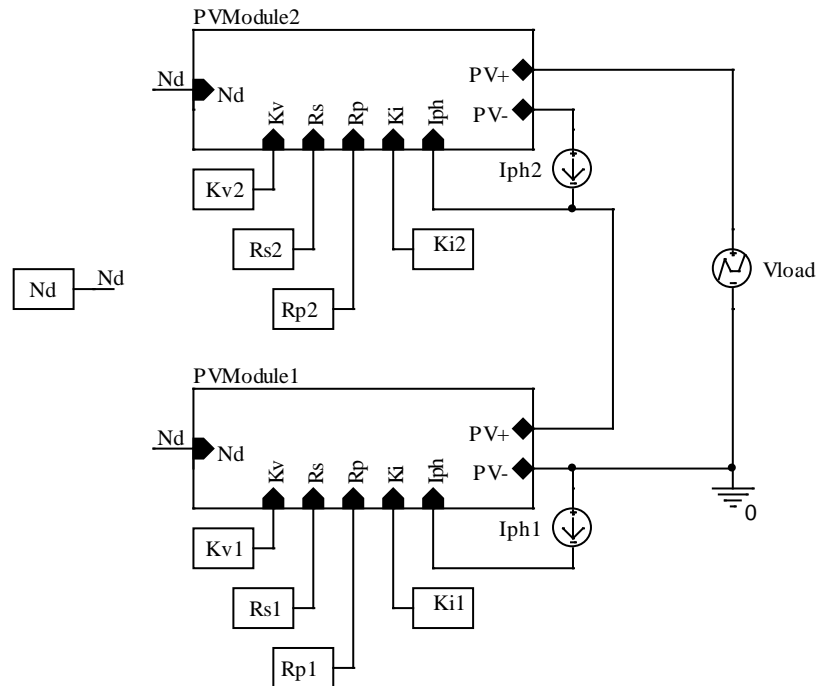 PVModule2
Nd
Nd
Kv
Rs
Rp
Ki
Iph
PV+
PV-
Kv2
Rs2
Rp2
Ki2
Iph2
Vload
Nd
Nd
PVModule1
Nd
Nd
Kv
Rs
Rp
Ki
Iph
PV+
PV-
Kv1
Rs1
Rp1
Ki1
Iph1
0